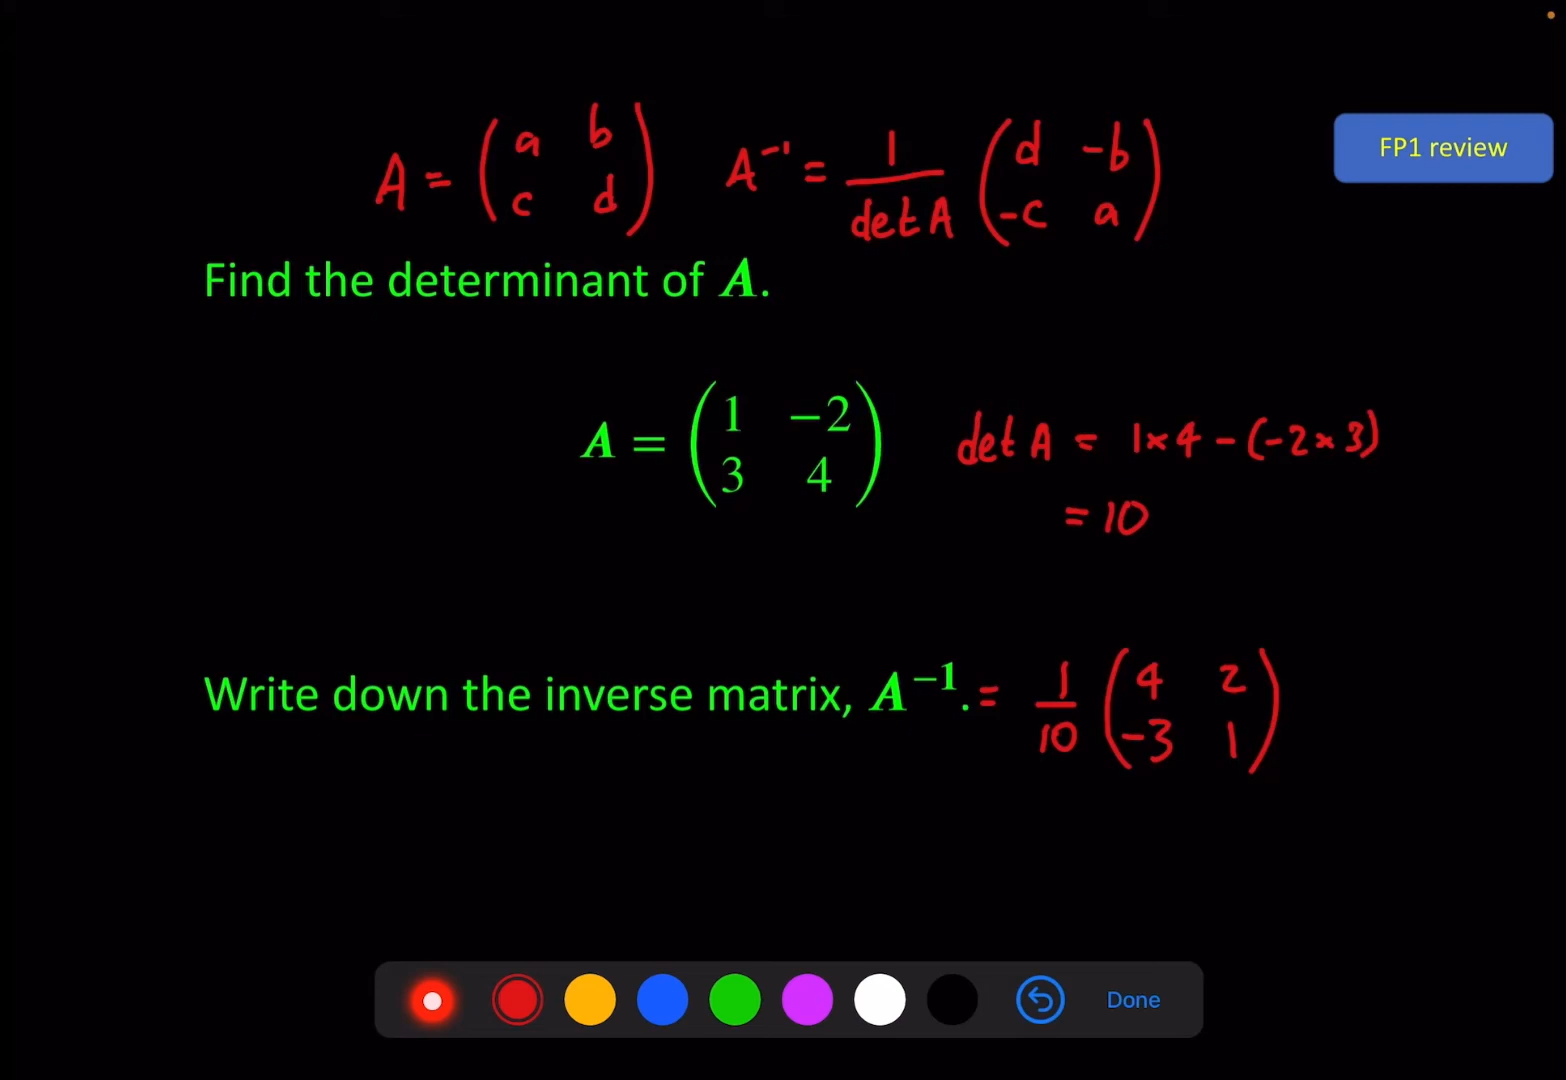 FP1 review
A = ( a b
c d ) A⁻¹ = 1/det A ( d -b
-c a )
Find the determinant of A.
A = ( 1 −2
3 4 ) det A = 1×4 - (-2×3)
= 10
Write down the inverse matrix, A⁻¹. = 1/10 ( 4 2
-3 1 )
Done